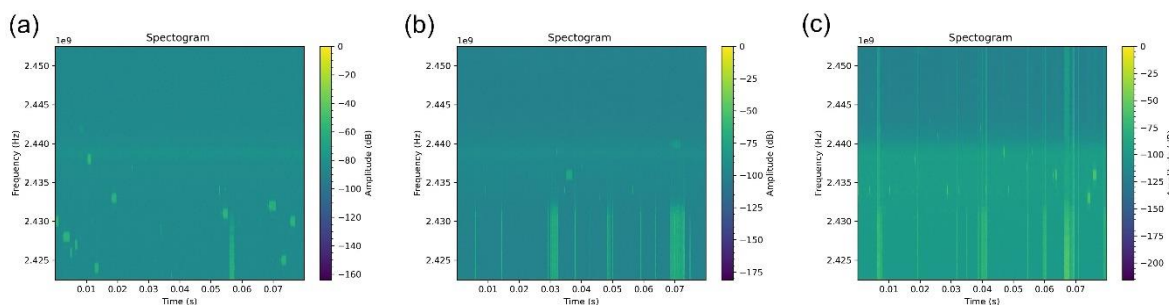 (a)
Spectogram
1e9
2.450
2.445
2.440
2.435
2.430
2.425
Frequency (Hz)
0.01 0.02 0.03 0.04 0.05 0.06 0.07
Time (s)
0
−20
−40
−60
−80
−100
−120
−140
−160
Amplitude (dB)
(b)
Spectogram
1e9
2.450
2.445
2.440
2.435
2.430
2.425
Frequency (Hz)
0.01 0.02 0.03 0.04 0.05 0.06 0.07
Time (s)
0
−25
−50
−75
−100
−125
−150
−175
Amplitude (dB)
(c)
Spectogram
1e9
2.450
2.445
2.440
2.435
2.430
2.425
Frequency (Hz)
0.01 0.02 0.03 0.04 0.05 0.06 0.07
Time (s)
0
−25
−50
−75
−100
−125
−150
−175
−200
(dB)